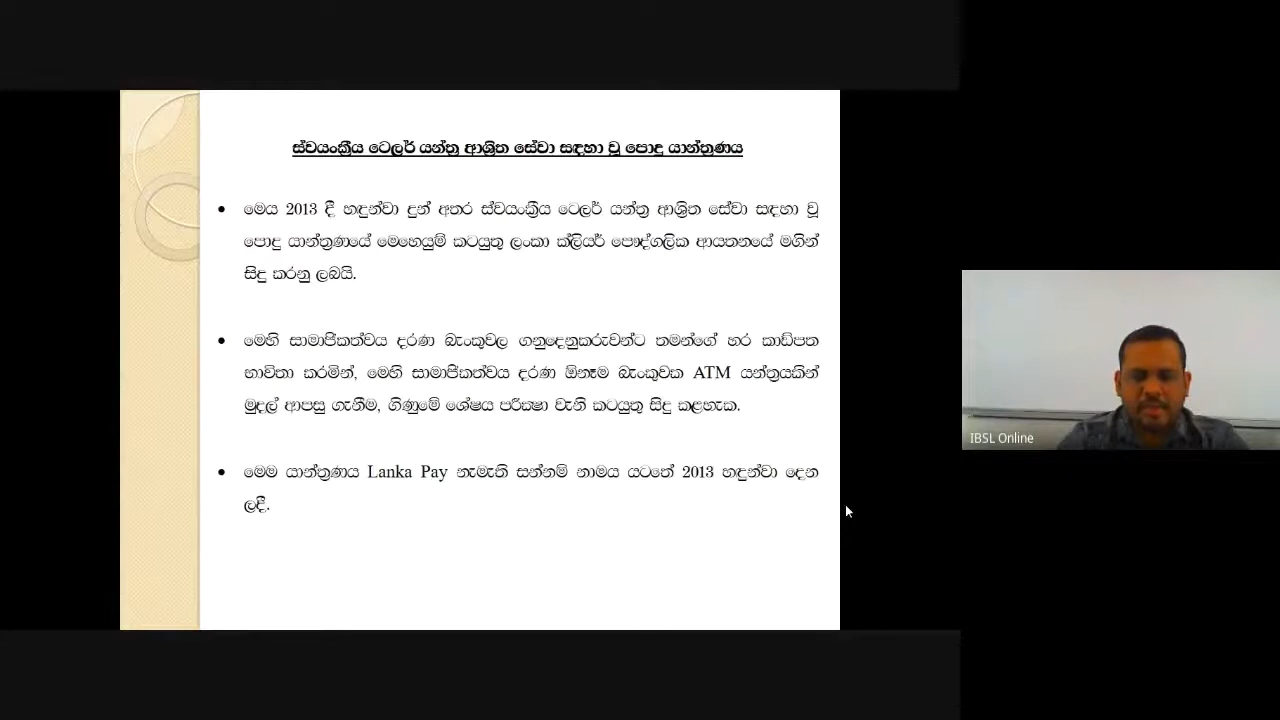 ස්වයංක්‍රීය ටෙලර් යන්ත්‍ර ආශ්‍රිත සේවා සඳහා වූ පොදු යාන්ත්‍රණය
• මෙය 2013 දී හඳුන්වා දුන් අතර ස්වයංක්‍රීය ටෙලර් යන්ත්‍ර ආශ්‍රිත සේවා සඳහා වූ
පොදු යාන්ත්‍රණයේ මෙහෙයුම් කටයුතු ලංකා ක්ලියර් පෞද්ගලික ආයතනයේ මගින්
සිදු කරනු ලබයි.
• මෙහි සාමාජිකත්වය දරණ බැංකුවල ගනුදෙනුකරුවන්ට තමන්ගේ හර කාඩ්පත
භාවිතා කරමින්, මෙහි සාමාජිකත්වය දරණ ඕනෑම බැංකුවක ATM යන්ත්‍රයකින්
මුදල් ආපසු ගැනීම, ගිණුමේ ශේෂය පරීක්‍ෂා වැනි කටයුතු සිදු කළහැක.
• මෙම යාන්ත්‍රණය Lanka Pay නැමැති සන්නම් නාමය යටතේ 2013 හඳුන්වා දෙන
ලදී.
IBSL Online